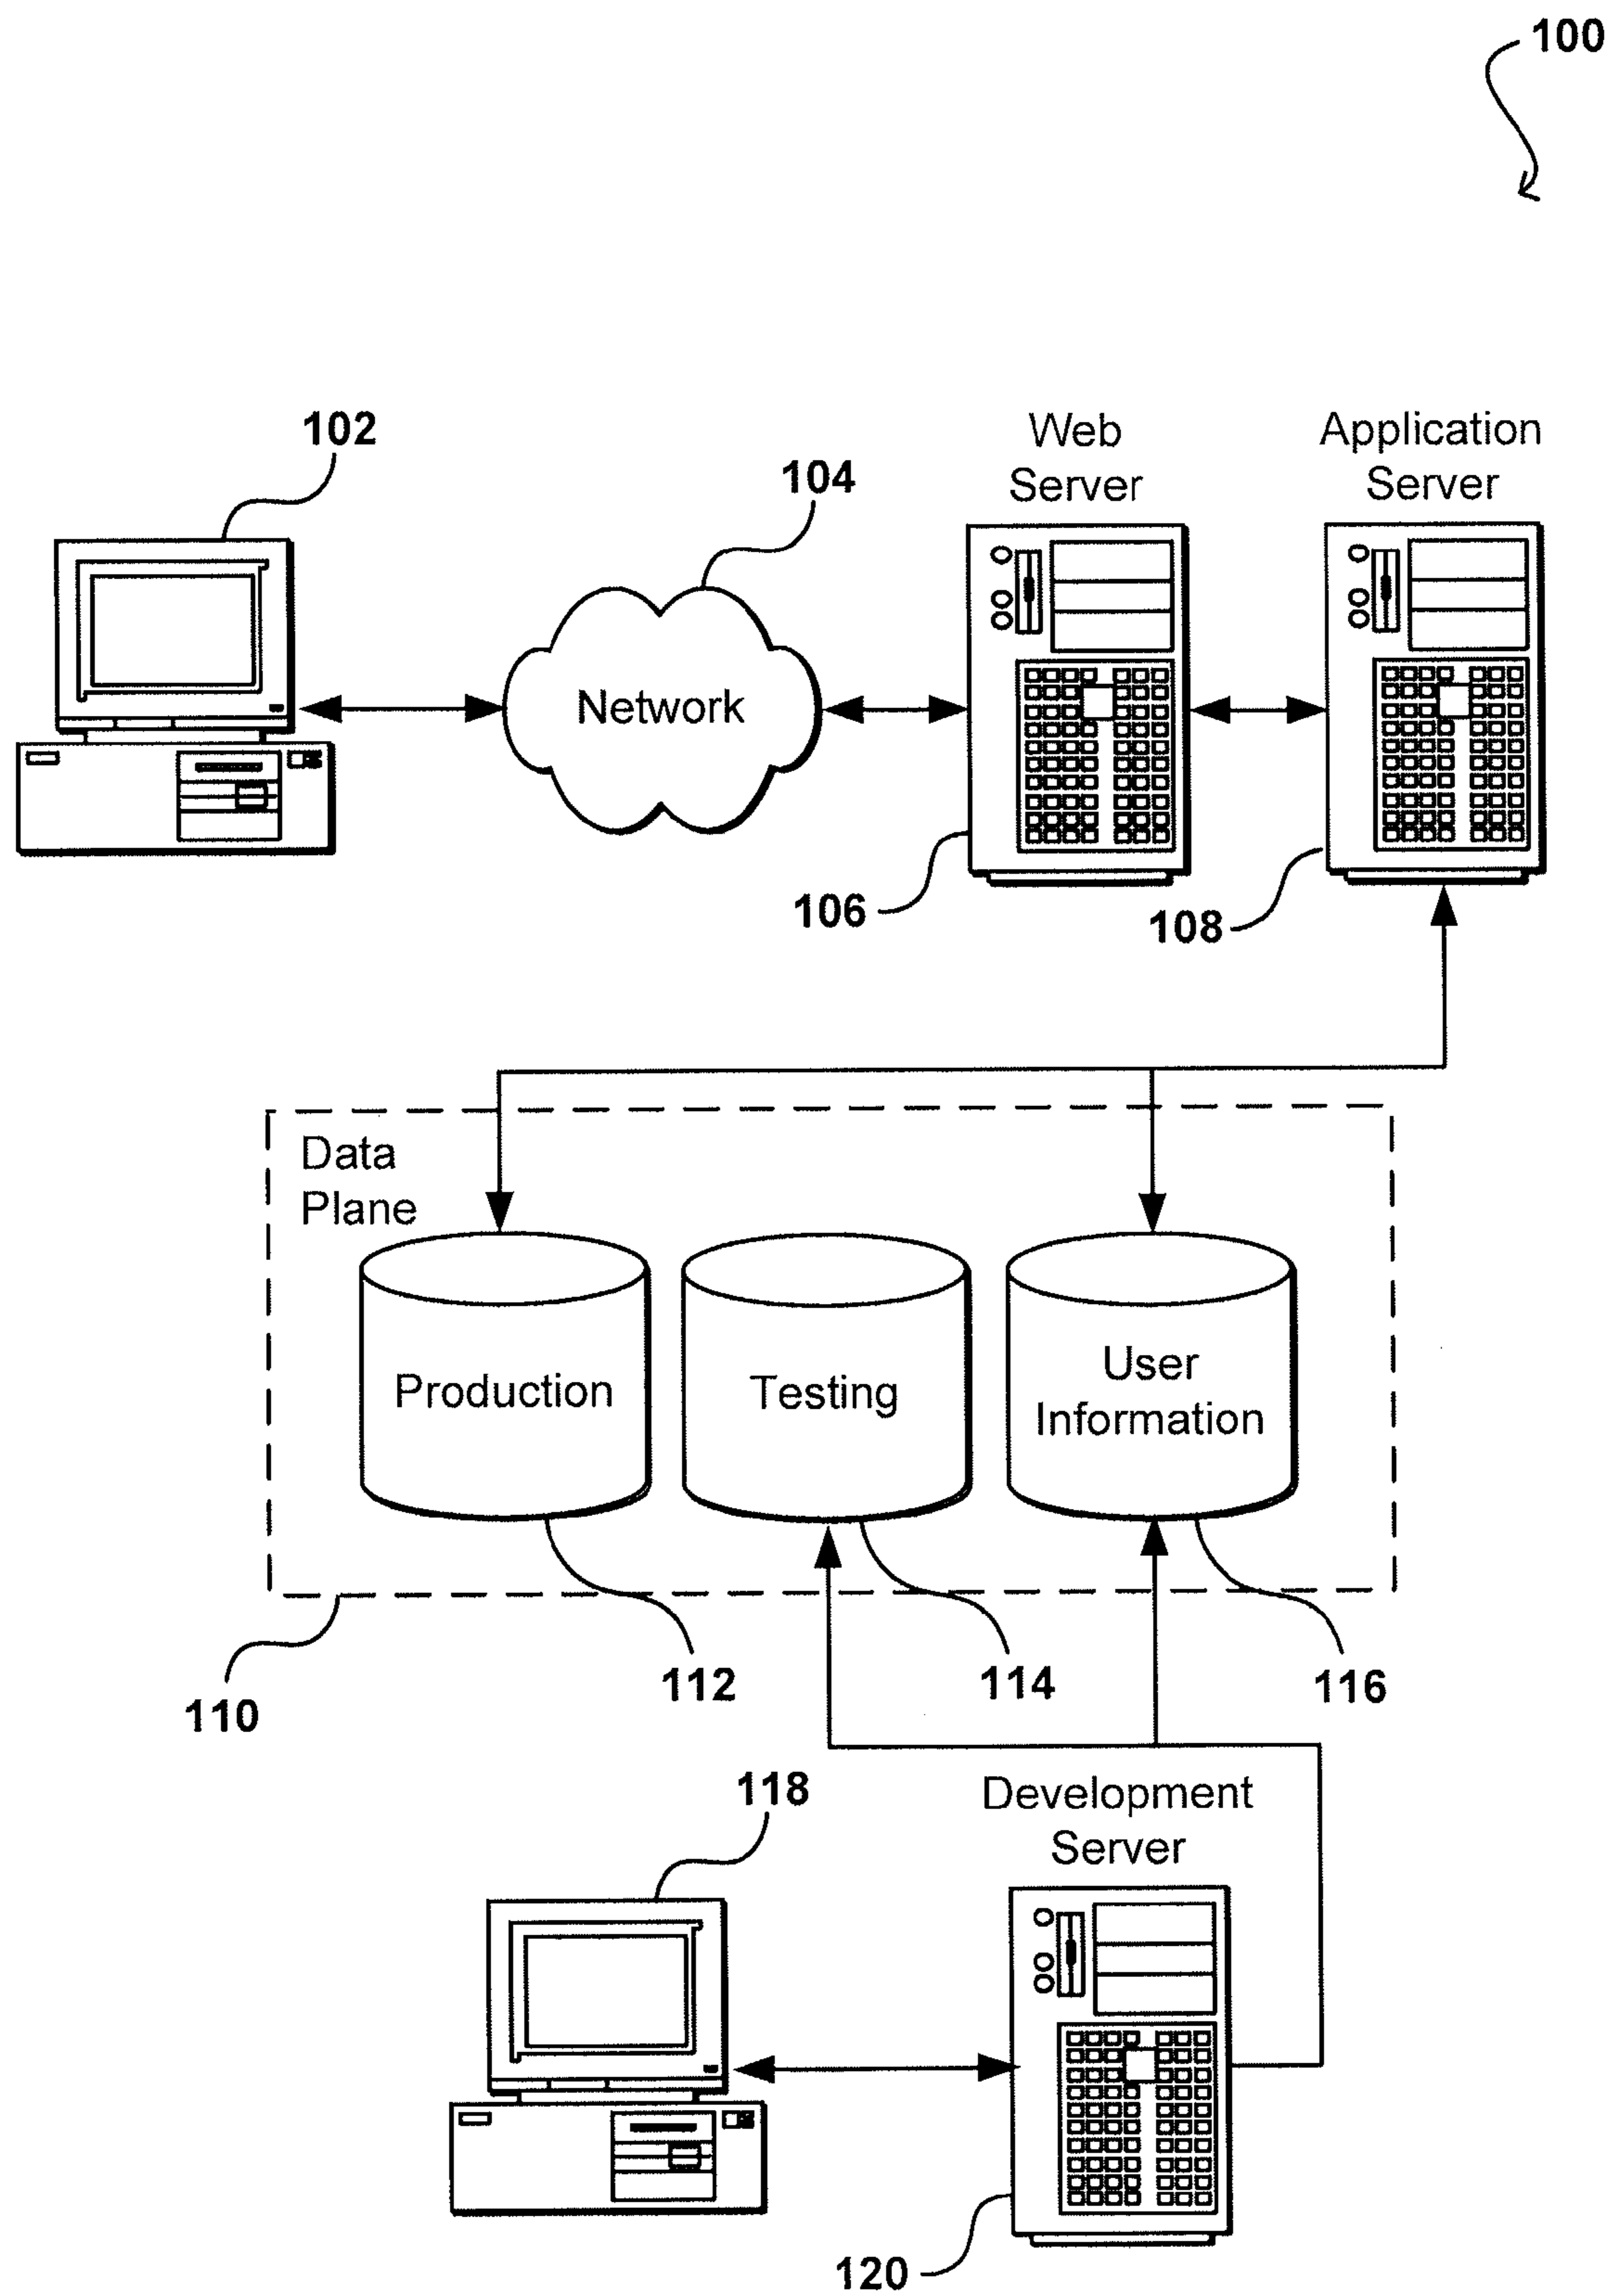 100
102
104
Web
Server
Application
Server
Network
106
108
Data
Plane
Production
Testing
User
Information
110
112
114
116
118
Development
Server
120